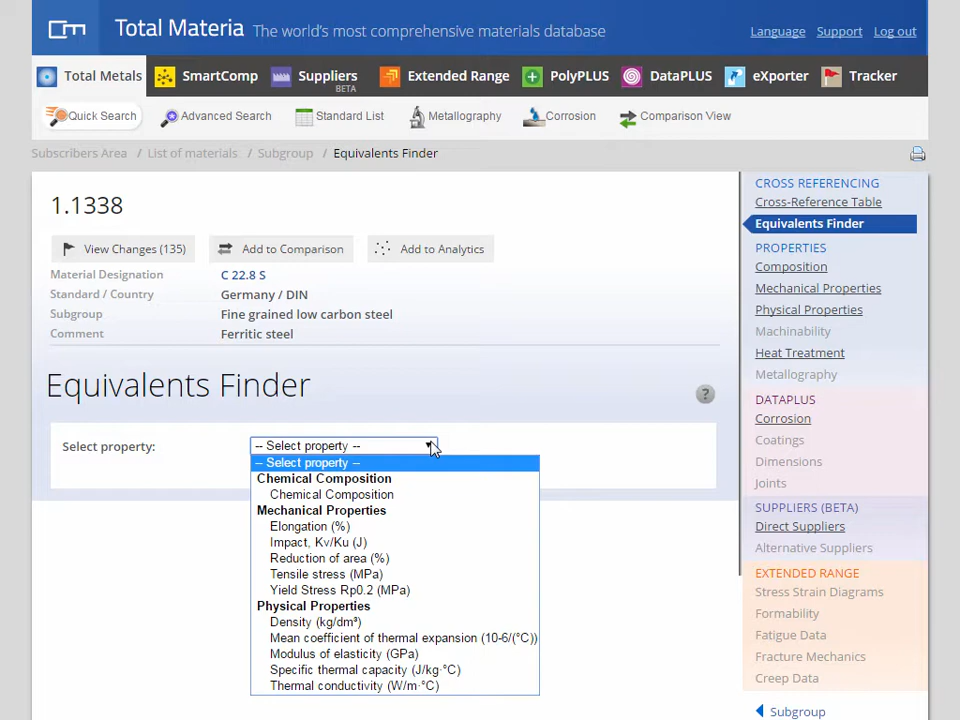 Total Materia The world's most comprehensive materials database
Language Support Log out
Total Metals SmartComp Suppliers BETA Extended Range PolyPLUS DataPLUS eXporter Tracker
Quick Search Advanced Search Standard List Metallography Corrosion Comparison View
Subscribers Area / List of materials / Subgroup / Equivalents Finder
1.1338
View Changes (135) Add to Comparison Add to Analytics
Material Designation C 22.8 S
Standard / Country Germany / DIN
Subgroup Fine grained low carbon steel
Comment Ferritic steel
Equivalents Finder
?
Select property: -- Select property --
-- Select property --
Chemical Composition
Chemical Composition
Mechanical Properties
Elongation (%)
Impact, Kv/Ku (J)
Reduction of area (%)
Tensile stress (MPa)
Yield Stress Rp0.2 (MPa)
Physical Properties
Density (kg/dm³)
Mean coefficient of thermal expansion (10-6/(°C))
Modulus of elasticity (GPa)
Specific thermal capacity (J/kg·°C)
Thermal conductivity (W/m·°C)
CROSS REFERENCING
Cross-Reference Table
Equivalents Finder
PROPERTIES
Composition
Mechanical Properties
Physical Properties
Machinability
Heat Treatment
Metallography
DATAPLUS
Corrosion
Coatings
Dimensions
Joints
SUPPLIERS (BETA)
Direct Suppliers
Alternative Suppliers
EXTENDED RANGE
Stress Strain Diagrams
Formability
Fatigue Data
Fracture Mechanics
Creep Data
Subgroup